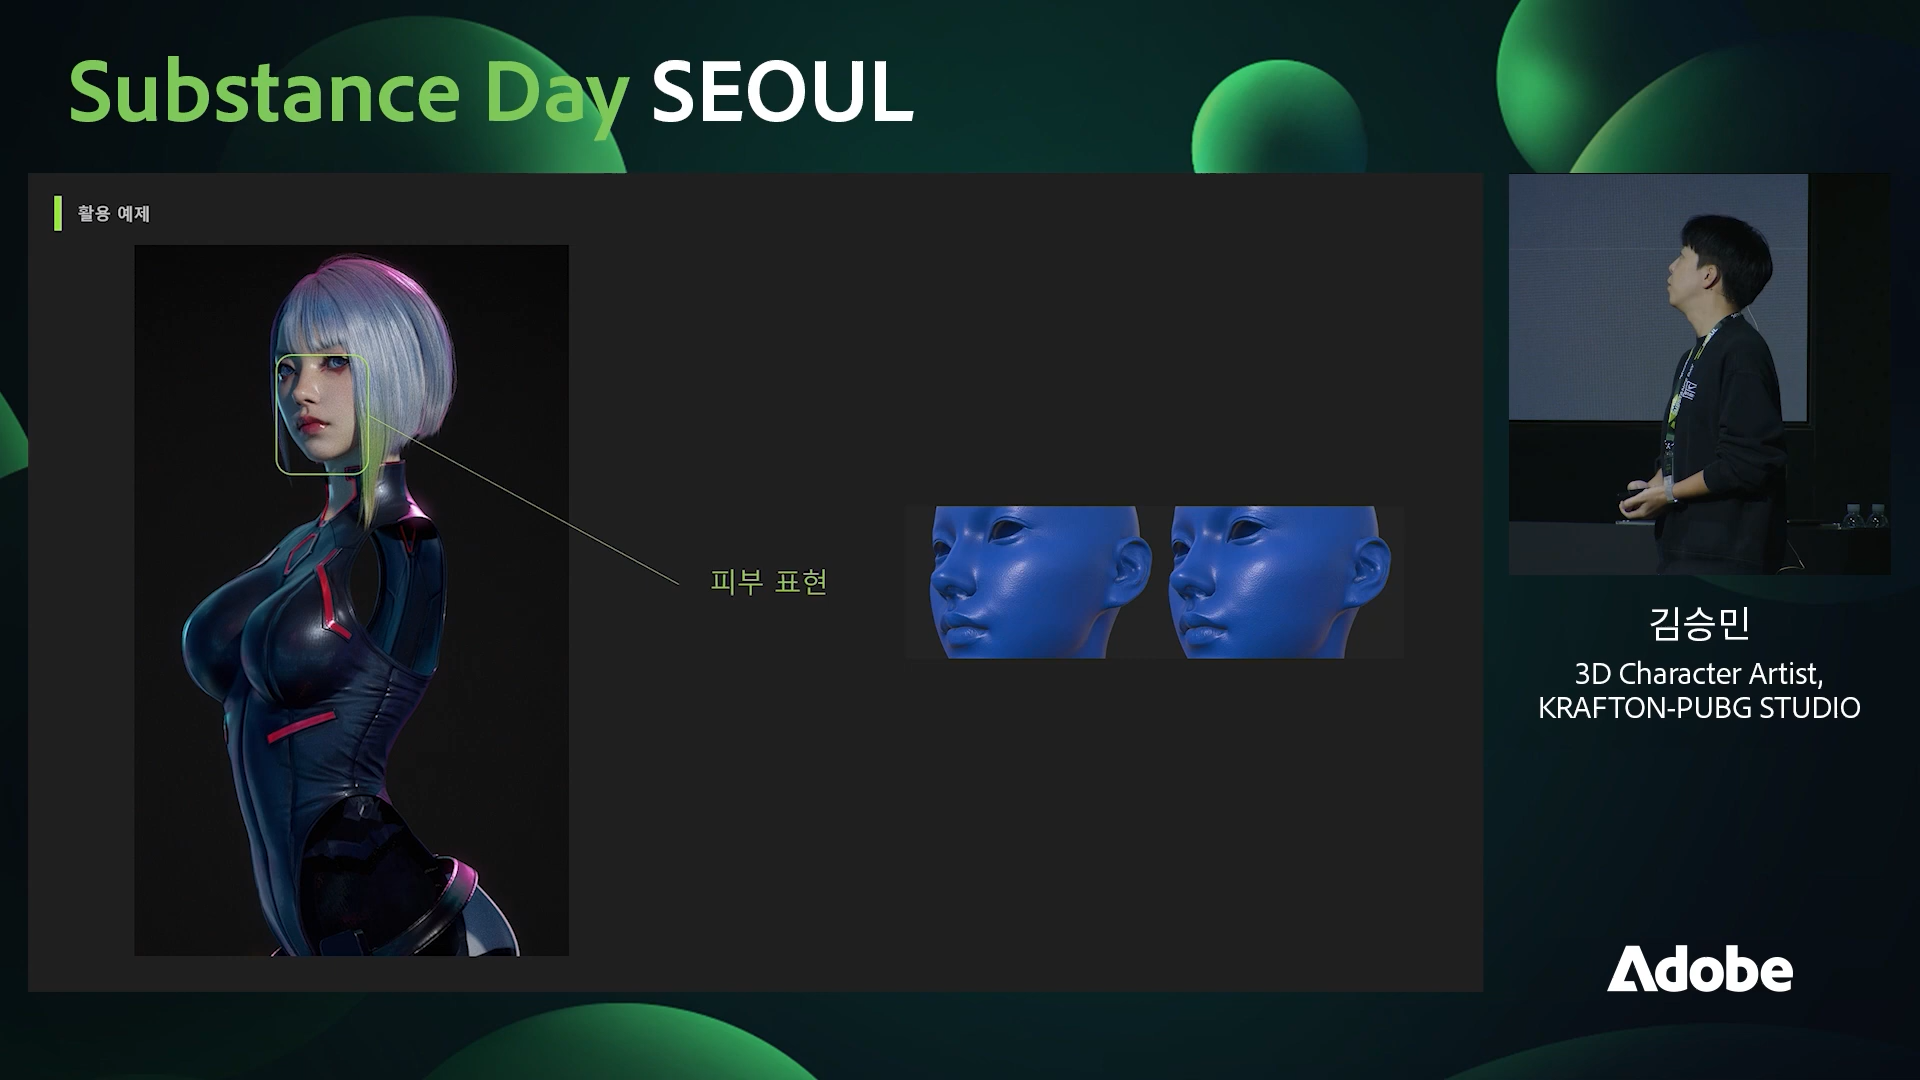 Substance Day SEOUL
활용 예제
피부 표현
김승민
3D Character Artist,
KRAFTON-PUBG STUDIO
Adobe